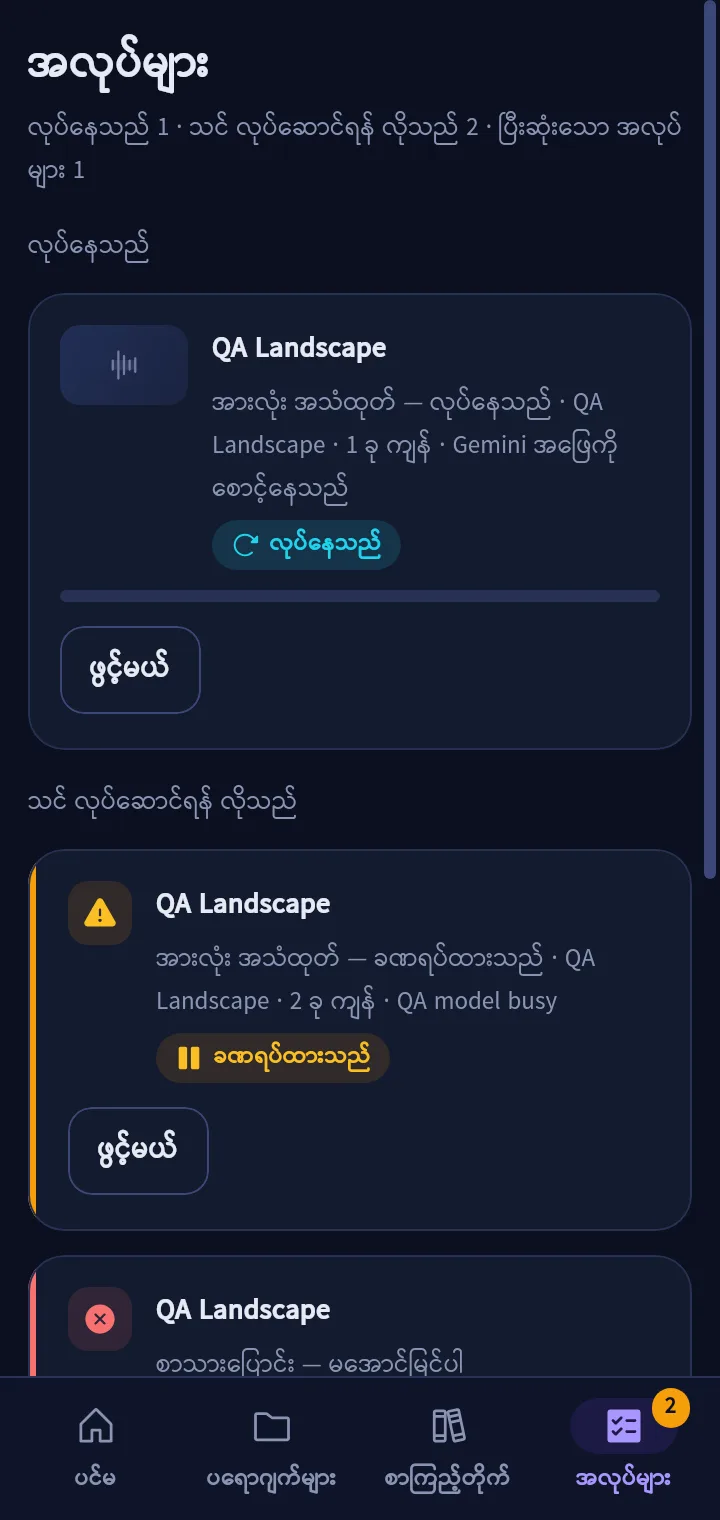 အလုပ်များ
လုပ်နေသည် 1 · သင် လုပ်ဆောင်ရန် လိုသည် 2 · ပြီးဆုံးသော အလုပ်
များ 1
လုပ်နေသည်
QA Landscape
အားလုံး အသံထုတ် — လုပ်နေသည် · QA
Landscape · 1 ခု ကျန် · Gemini အဖြေကို
စောင့်နေသည်
လုပ်နေသည်
ဖွင့်မယ်
သင် လုပ်ဆောင်ရန် လိုသည်
QA Landscape
အားလုံး အသံထုတ် — ခဏရပ်ထားသည် · QA
Landscape · 2 ခု ကျန် · QA model busy
ခဏရပ်ထားသည်
ဖွင့်မယ်
QA Landscape
စာသားပြောင်း — မအောင်မြင်ပါ
2
ပင်မ
ပရောဂျက်များ
စာကြည့်တိုက်
အလုပ်များ